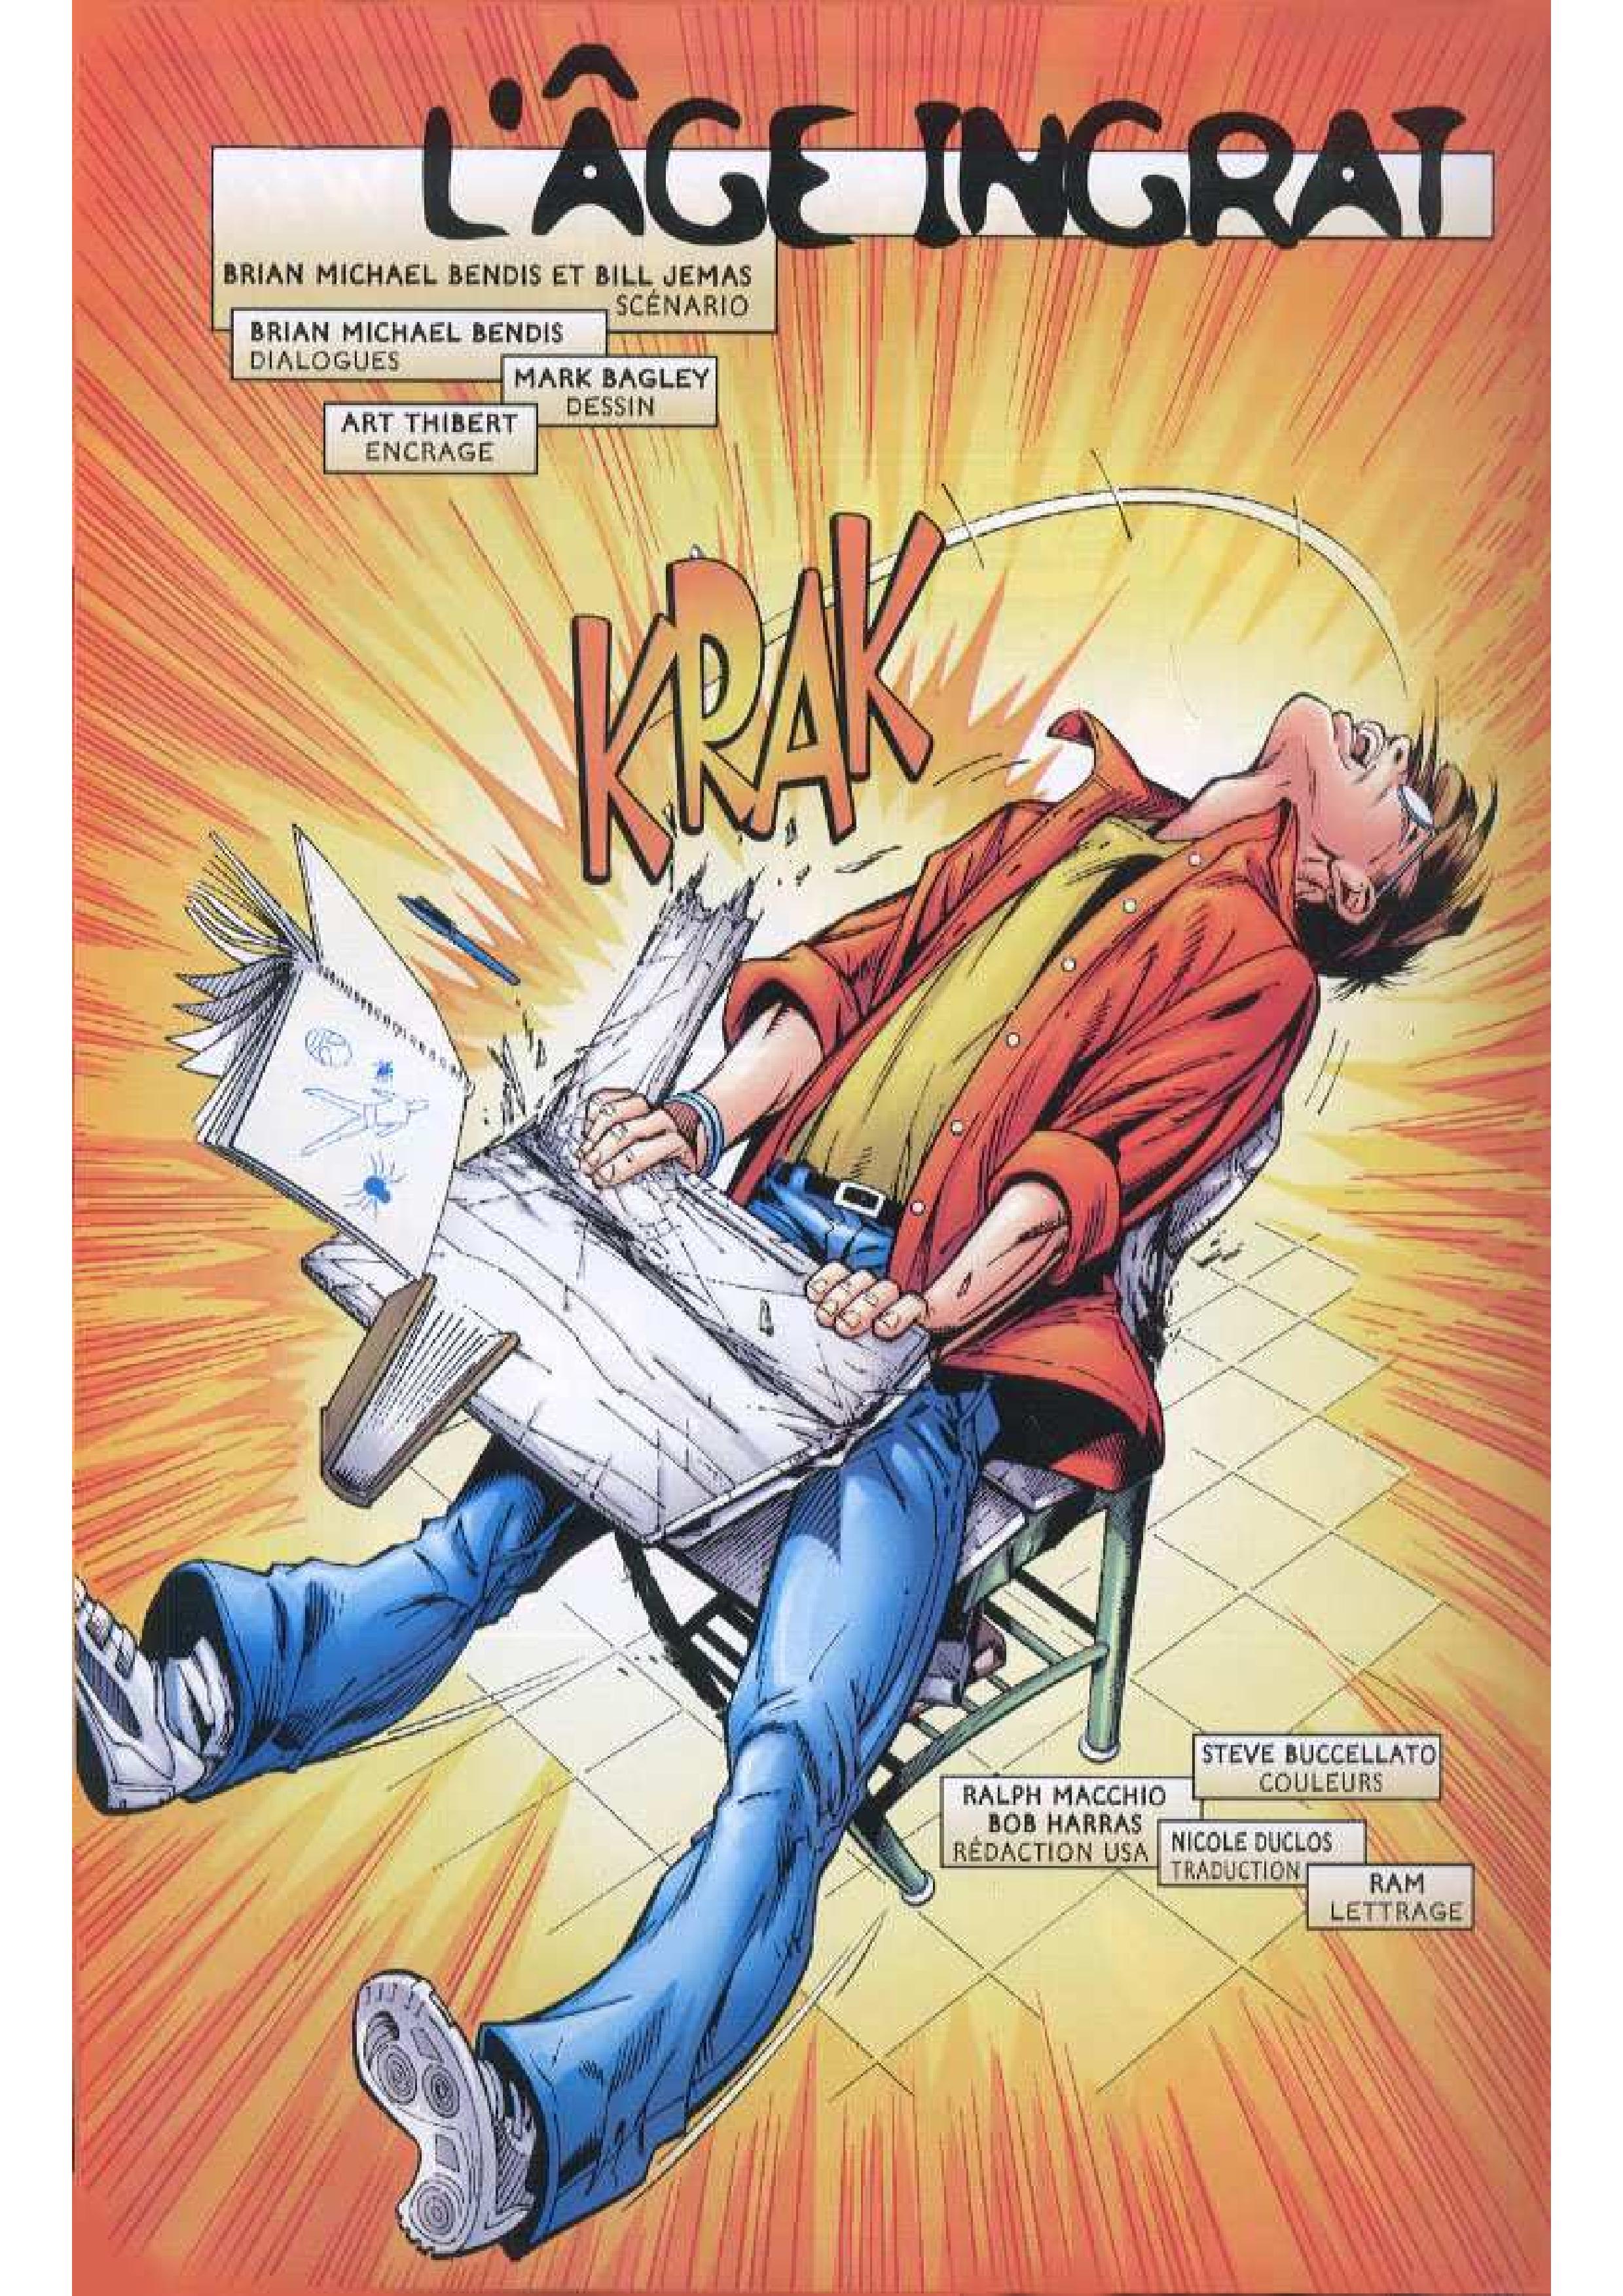 L'ÂGE INGRAT
BRIAN MICHAEL BENDIS ET BILL JEMAS
SCÉNARIO
BRIAN MICHAEL BENDIS
DIALOGUES
MARK BAGLEY
DESSIN
ART THIBERT
ENCRAGE
KRAK
STEVE BUCCELLATO
COULEURS
RALPH MACCHIO
BOB HARRAS
RÉDACTION USA
NICOLE DUCLOS
TRADUCTION
RAM
LETTRAGE